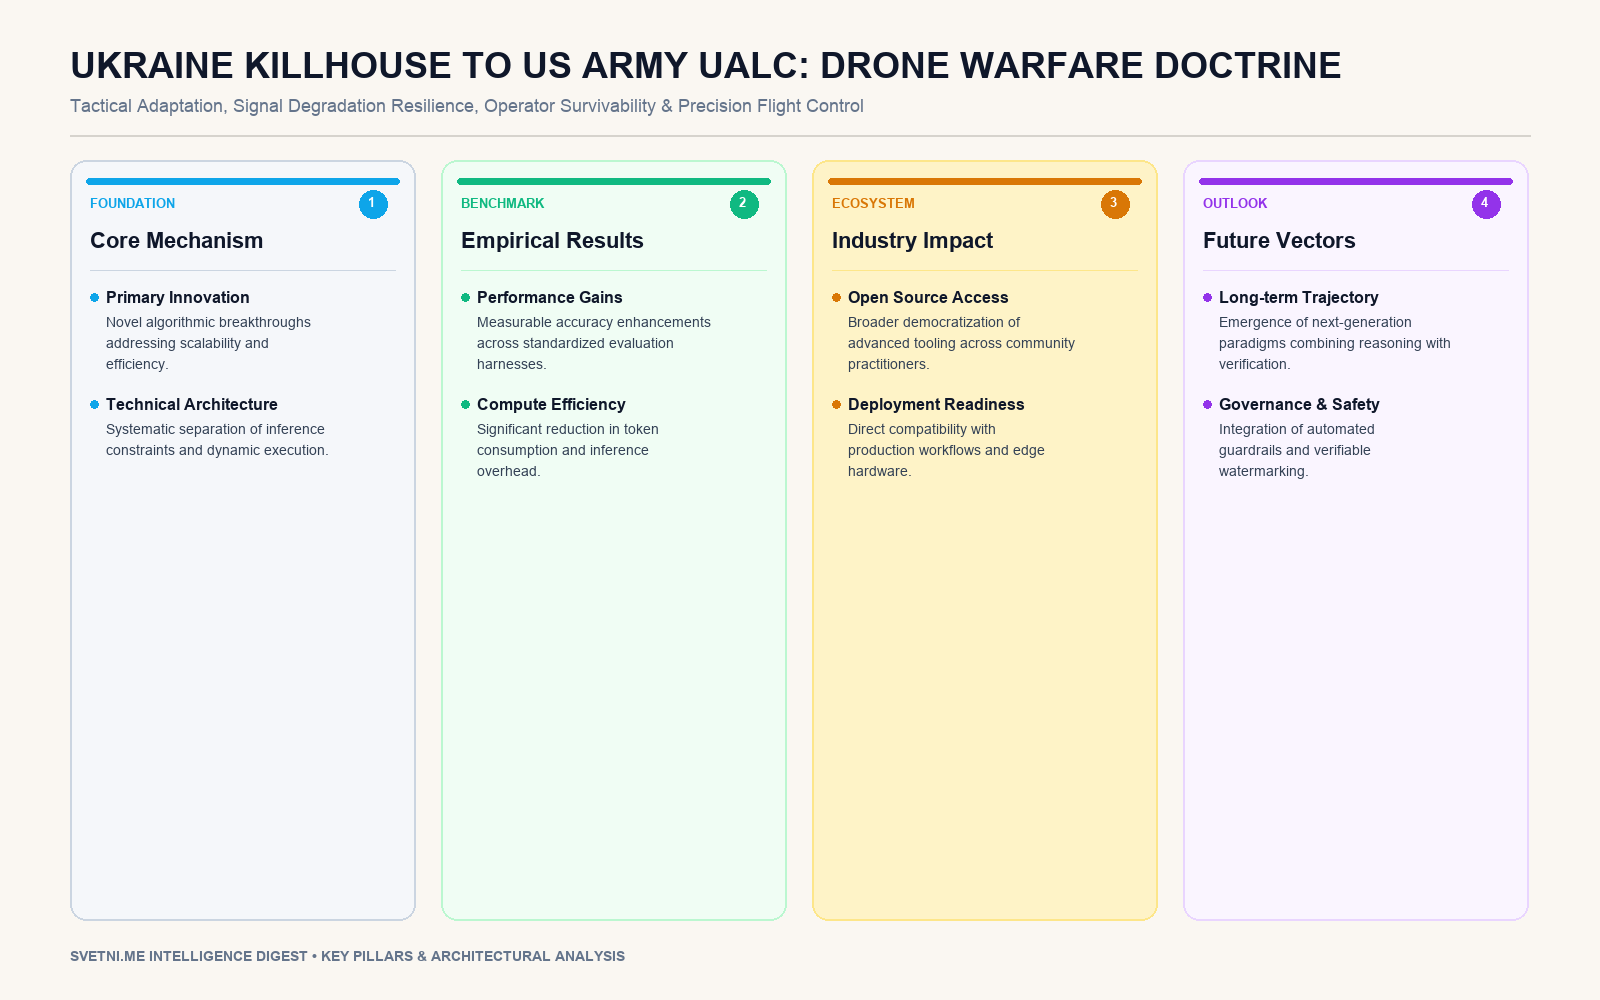 UKRAINE KILLHOUSE TO US ARMY UALC: DRONE WARFARE DOCTRINE
Tactical Adaptation, Signal Degradation Resilience, Operator Survivability & Precision Flight Control
FOUNDATION
1
Core Mechanism
Primary Innovation
Novel algorithmic breakthroughs
addressing scalability and
efficiency.
Technical Architecture
Systematic separation of inference
constraints and dynamic execution.
BENCHMARK
2
Empirical Results
Performance Gains
Measurable accuracy enhancements
across standardized evaluation
harnesses.
Compute Efficiency
Significant reduction in token
consumption and inference
overhead.
ECOSYSTEM
3
Industry Impact
Open Source Access
Broader democratization of
advanced tooling across community
practitioners.
Deployment Readiness
Direct compatibility with
production workflows and edge
hardware.
OUTLOOK
4
Future Vectors
Long-term Trajectory
Emergence of next-generation
paradigms combining reasoning with
verification.
Governance & Safety
Integration of automated
guardrails and verifiable
watermarking.
SVETNI.ME INTELLIGENCE DIGEST • KEY PILLARS & ARCHITECTURAL ANALYSIS